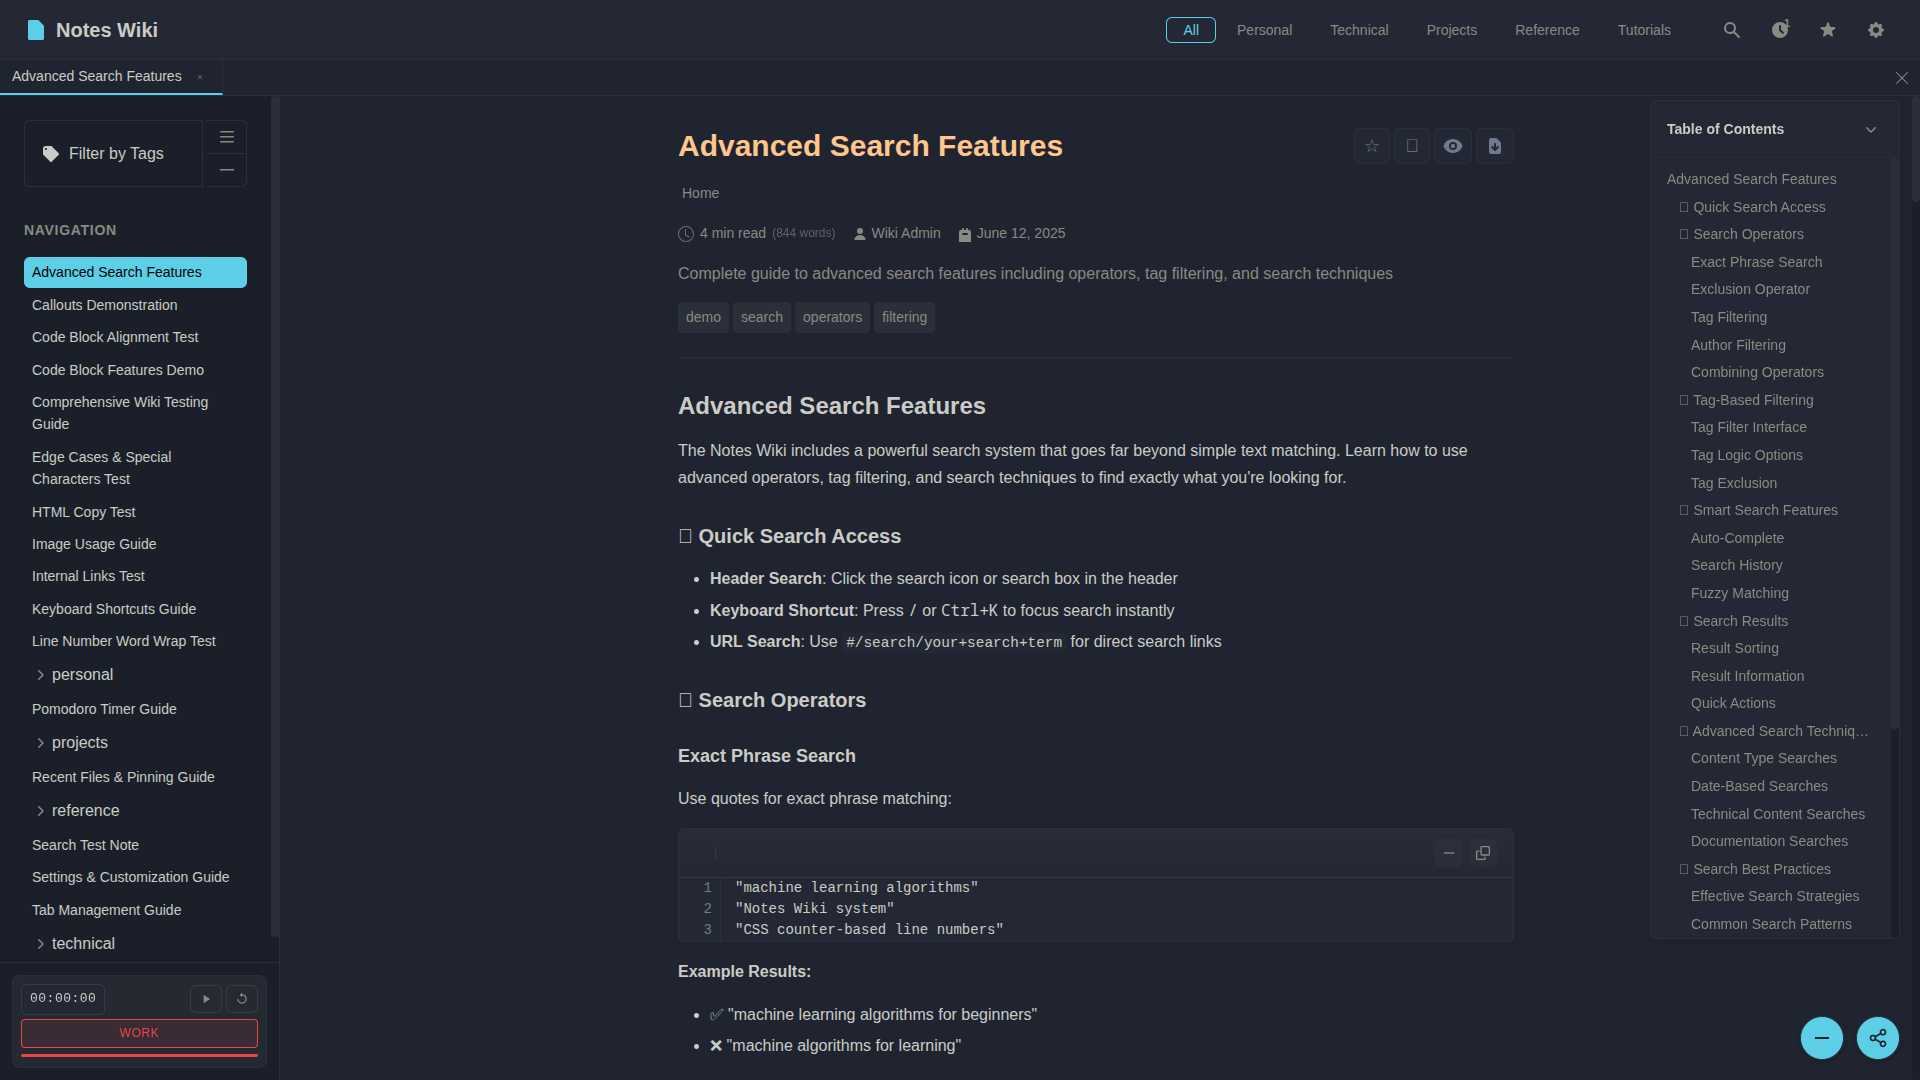 Notes Wiki
All
Personal
Technical
Projects
Reference
Tutorials
1
Advanced Search Features ×
Filter by Tags
NAVIGATION
Advanced Search Features
Callouts Demonstration
Code Block Alignment Test
Code Block Features Demo
Comprehensive Wiki Testing
Guide
Edge Cases & Special
Characters Test
HTML Copy Test
Image Usage Guide
Internal Links Test
Keyboard Shortcuts Guide
Line Number Word Wrap Test
personal
Pomodoro Timer Guide
projects
Recent Files & Pinning Guide
reference
Search Test Note
Settings & Customization Guide
Tab Management Guide
technical
00:00:00
WORK
Advanced Search Features
Home
4 min read (844 words) Wiki Admin June 12, 2025
Complete guide to advanced search features including operators, tag filtering, and search techniques
demo search operators filtering
Advanced Search Features
The Notes Wiki includes a powerful search system that goes far beyond simple text matching. Learn how to use
advanced operators, tag filtering, and search techniques to find exactly what you're looking for.
Quick Search Access
• Header Search: Click the search icon or search box in the header
• Keyboard Shortcut: Press / or Ctrl+K to focus search instantly
• URL Search: Use #/search/your+search+term for direct search links
Search Operators
Exact Phrase Search
Use quotes for exact phrase matching:
1 "machine learning algorithms"
2 "Notes Wiki system"
3 "CSS counter-based line numbers"
Example Results:
• ✅ "machine learning algorithms for beginners"
• ❌ "machine algorithms for learning"
Table of Contents
Advanced Search Features
Quick Search Access
Search Operators
Exact Phrase Search
Exclusion Operator
Tag Filtering
Author Filtering
Combining Operators
Tag-Based Filtering
Tag Filter Interface
Tag Logic Options
Tag Exclusion
Smart Search Features
Auto-Complete
Search History
Fuzzy Matching
Search Results
Result Sorting
Result Information
Quick Actions
Advanced Search Techniq…
Content Type Searches
Date-Based Searches
Technical Content Searches
Documentation Searches
Search Best Practices
Effective Search Strategies
Common Search Patterns